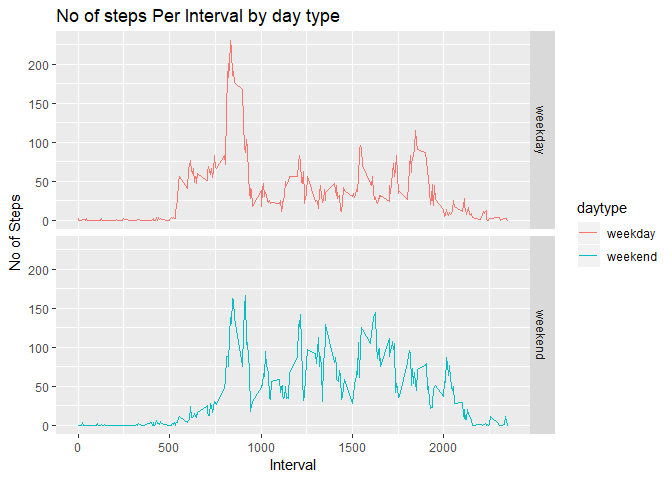 No of steps Per Interval by day type
No of Steps
200
150
100
50
0
weekday
200
150
100
50
0
weekend
0
500
1000
1500
2000
Interval
daytype
weekday
weekend